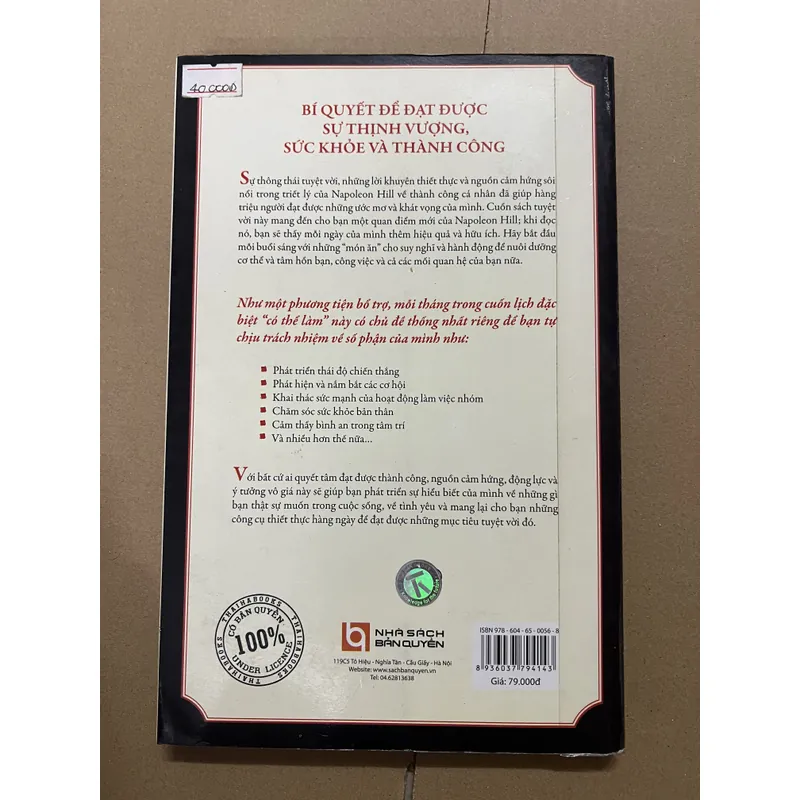 40.000Đ
BÍ QUYẾT ĐỂ ĐẠT ĐƯỢC
SỰ THỊNH VƯỢNG,
SỨC KHỎE VÀ THÀNH CÔNG
Sự thông thái tuyệt vời, những lời khuyên thiết thực và nguồn cảm hứng sôi
nổi trong triết lý của Napoleon Hill về thành công cá nhân đã giúp hàng
triệu người đạt được những ước mơ và khát vọng của mình. Cuốn sách tuyệt
vời này mang đến cho bạn một quan điểm mới của Napoleon Hill; khi đọc
nó, bạn sẽ thấy mỗi ngày của mình thêm hiệu quả và hữu ích. Hãy bắt đầu
mỗi buổi sáng với những "món ăn" cho suy nghĩ và hành động để nuôi dưỡng
cơ thể và tâm hồn bạn, công việc và cả các mối quan hệ của bạn nữa.
Như một phương tiện bổ trợ, mỗi tháng trong cuốn lịch đặc
biệt "có thể làm" này có chủ đề thống nhất riêng để bạn tự
chịu trách nhiệm về số phận của mình như:
Phát triển thái độ chiến thắng
Phát hiện và nắm bắt các cơ hội
Khai thác sức mạnh của hoạt động làm việc nhóm
Chăm sóc sức khỏe bản thân
Cảm thấy bình an trong tâm trí
Và nhiều hơn thế nữa...
Với bất cứ ai quyết tâm đạt được thành công, nguồn cảm hứng, động lực và
ý tưởng vô giá này sẽ giúp bạn phát triển sự hiểu biết của mình về những gì
bạn thật sự muốn trong cuộc sống, về tình yêu và mang lại cho bạn những
công cụ thiết thực hàng ngày để đạt được những mục tiêu tuyệt vời đó.
THAIHABOOKS
CÓ BẢN QUYỀN
100%
UNDER LICENCE
THAIHABOOKS
THAIHABOOKS
Knowledge for the future
NHÀ SÁCH
BẢN QUYỀN
119C5 Tô Hiệu - Nghĩa Tân - Cầu Giấy - Hà Nội
Website: www.sachbanquyen.vn
Tel: 04.62813638
ISBN 978 - 604 - 65 - 0056 - 8
8 936037 794143
Giá: 79.000đ